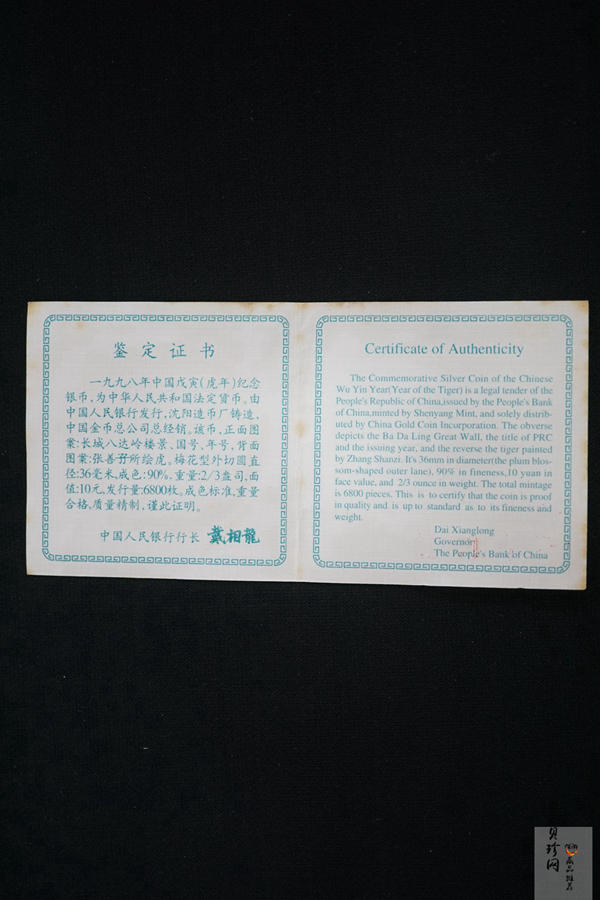 鉴定证书
一九九八年中国戊寅(虎年)纪念
银币，为中华人民共和国法定货币。由
中国人民银行发行，沈阳造币厂铸造，
中国金币总公司总经销。该币，正面图
案：长城八达岭楼景、国号、年号，背面
图案：张善孖所绘虎。梅花型外切圆直
径：36毫米，成色：90%，重量：2/3盎司，面
值：10元，发行量：6800枚。成色标准，重量
合格，质量精制，谨此证明。
中国人民银行行长 戴相龍
Certificate of Authenticity
The Commemorative Silver Coin of the Chinese
Wu Yin Year(Year of the Tiger) is a legal tender of the
People's Republic of China,issued by the People's Bank
of China,minted by Shenyang Mint, and solely distrib-
uted by China Gold Coin Incorporation. The obverse
depicts the Ba Da Ling Great Wall, the title of PRC
and the issuing year, and the reverse the tiger painted
by Zhang Shanzi. It's 36mm in diameter(the plum blos-
som-shaped outer lane), 90% in fineness,10 yuan in
face value, and 2/3 ounce in weight. The total mintage
is 6800 pieces. This is to certify that the coin is proof
in quality and is up to standard as to its fineness and
weight.
Dai Xianglong
Governor
The People's Bank of China
贝珍网
藏品推荐